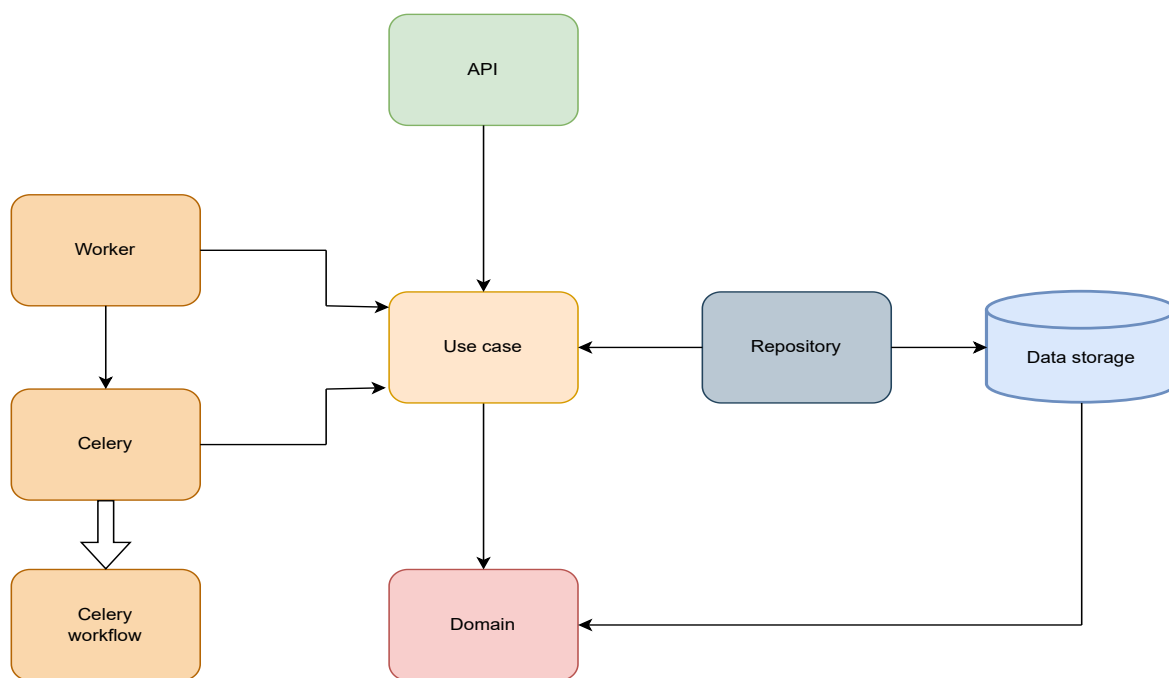 API
Worker
Use case
Repository
Data storage
Celery
Celery
workflow
Domain